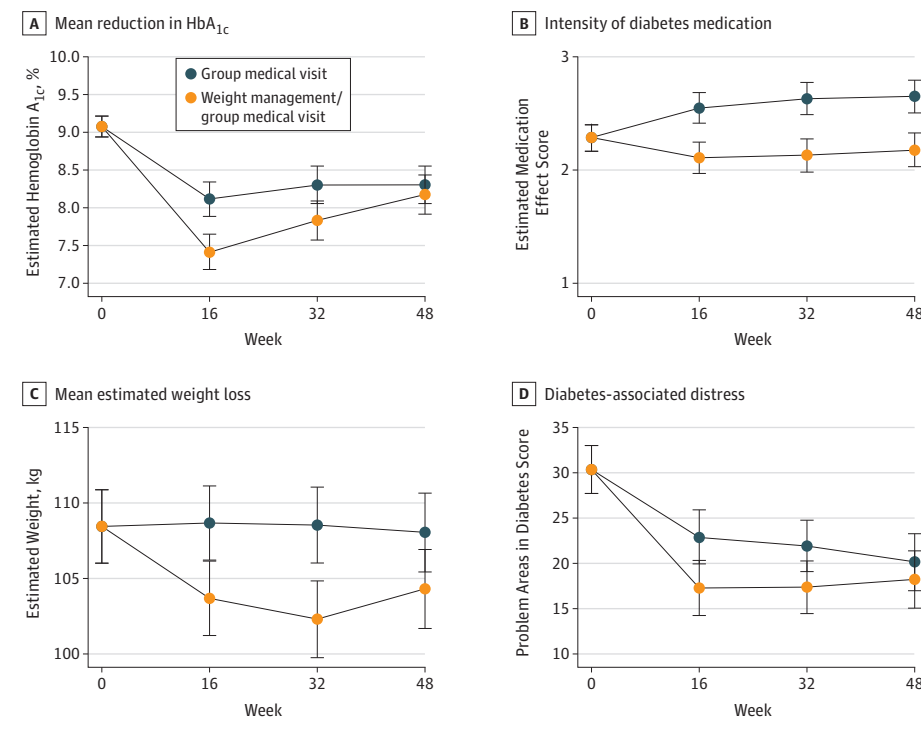 A Mean reduction in HbA1c
Estimated Hemoglobin A1c, %
10.0
9.5
9.0
8.5
8.0
7.5
7.0
Group medical visit
Weight management/
group medical visit
0 16 32 48
Week
B Intensity of diabetes medication
Estimated Medication
Effect Score
3
2
1
0 16 32 48
Week
C Mean estimated weight loss
Estimated Weight, kg
115
110
105
100
0 16 32 48
Week
D Diabetes-associated distress
Problem Areas in Diabetes Score
35
30
25
20
15
10
0 16 32 48
Week